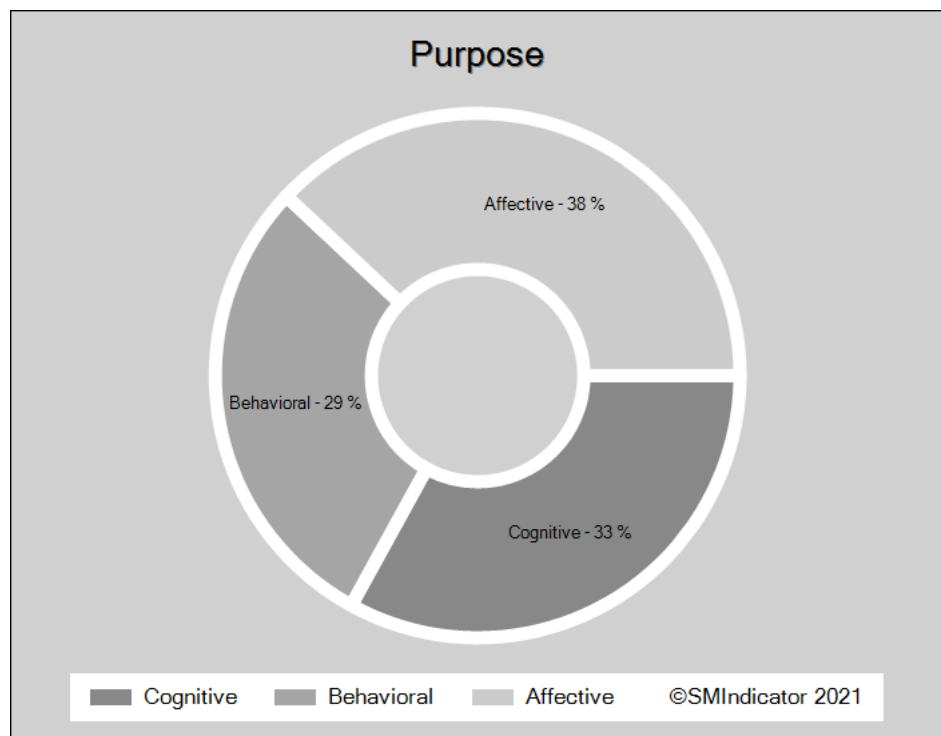 Purpose
Affective - 38 %
Behavioral - 29 %
Cognitive - 33 %
Cognitive Behavioral Affective ©SMIndicator 2021